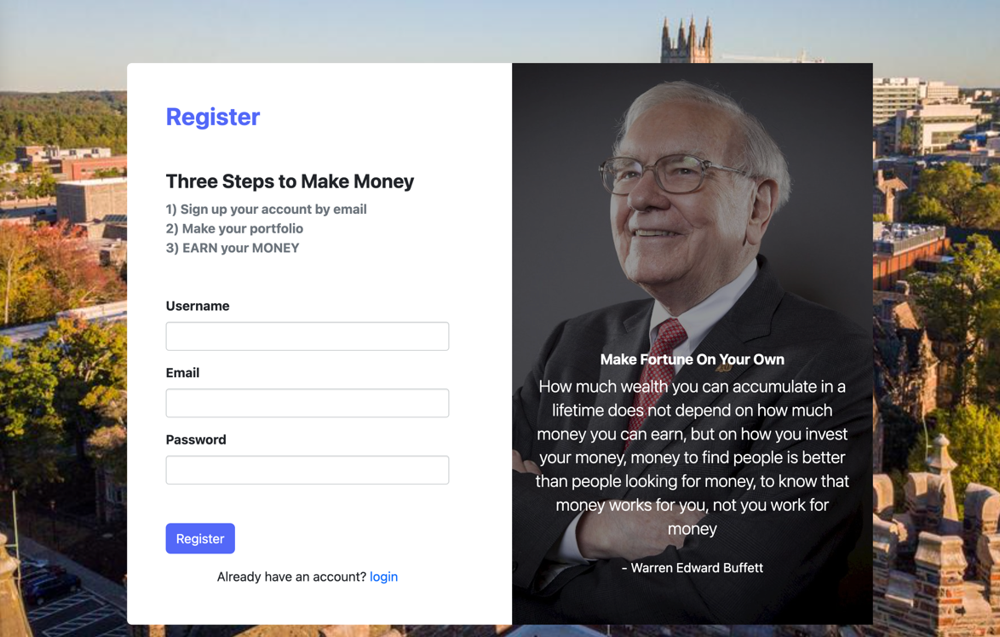 Register
Three Steps to Make Money
1) Sign up your account by email
2) Make your portfolio
3) EARN your MONEY
Username
Email
Password
Register
Already have an account? login
Make Fortune On Your Own
How much wealth you can accumulate in a
lifetime does not depend on how much
money you can earn, but on how you invest
your money, money to find people is better
than people looking for money, to know that
money works for you, not you work for
money
- Warren Edward Buffett